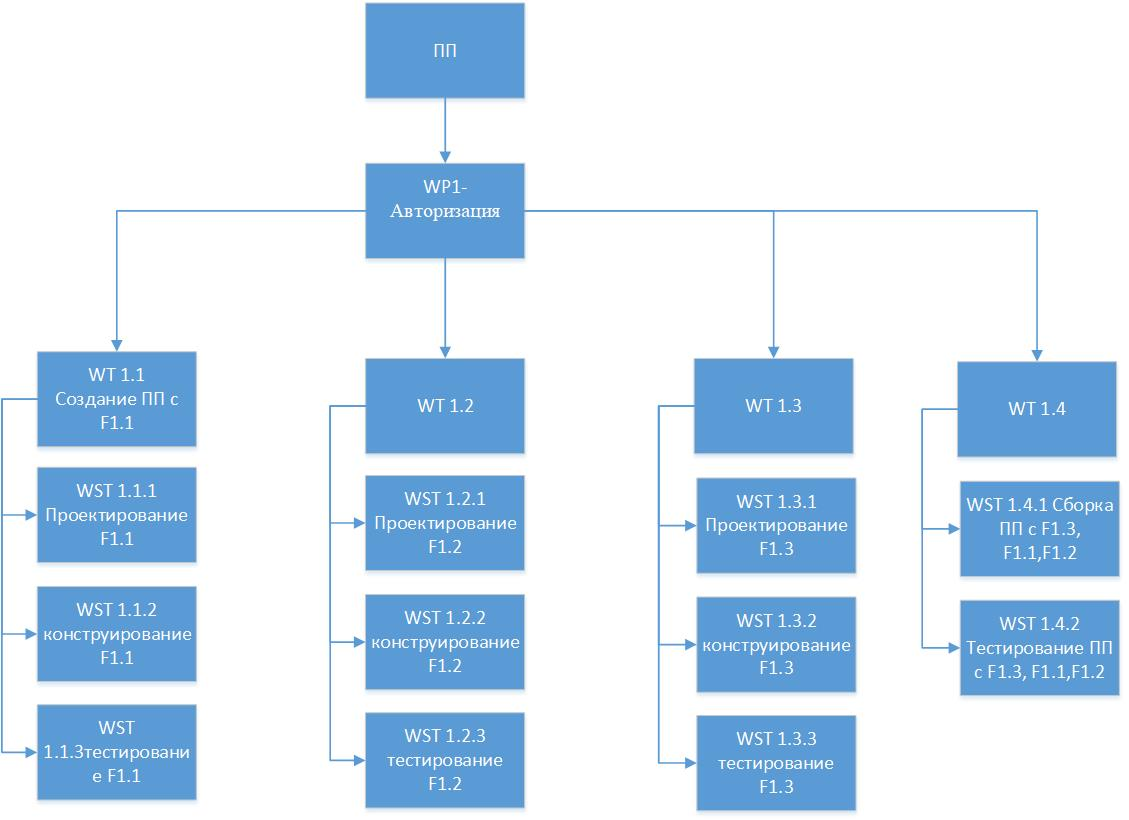 ПП
WP1-
Авторизация
WT 1.1
Создание ПП с
F1.1
WST 1.1.1
Проектирование
F1.1
WST 1.1.2
конструирование
F1.1
WST
1.1.3тестировани
е F1.1
WT 1.2
WST 1.2.1
Проектирование
F1.2
WST 1.2.2
конструирование
F1.2
WST 1.2.3
тестирование
F1.2
WT 1.3
WST 1.3.1
Проектирование
F1.3
WST 1.3.2
конструирование
F1.3
WST 1.3.3
тестирование
F1.3
WT 1.4
WST 1.4.1 Сборка
ПП с F1.3,
F1.1,F1.2
WST 1.4.2
Тестирование ПП
с F1.3, F1.1,F1.2